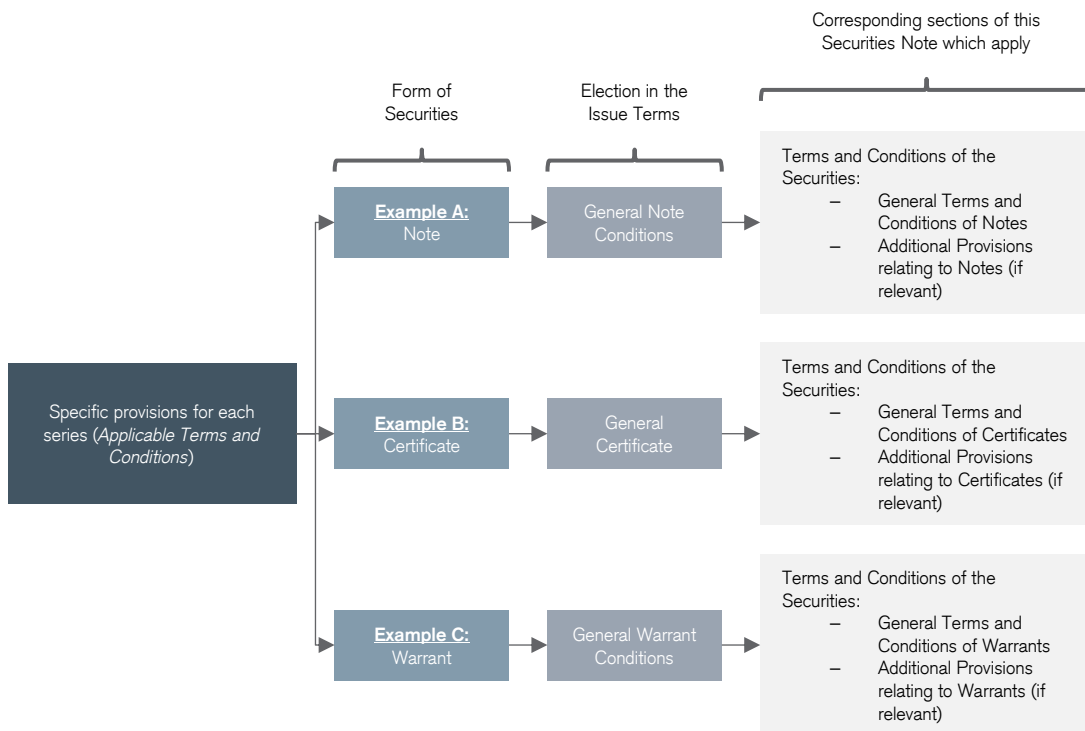 Corresponding sections of this
Securities Note which apply
Form of
Securities
Election in the
Issue Terms
Specific provisions for each
series (Applicable Terms and
Conditions)
Example A:
Note
General Note
Conditions
Terms and Conditions of the
Securities:
– General Terms and
Conditions of Notes
– Additional Provisions
relating to Notes (if
relevant)
Example B:
Certificate
General
Certificate
Terms and Conditions of the
Securities:
– General Terms and
Conditions of Certificates
– Additional Provisions
relating to Certificates (if
relevant)
Example C:
Warrant
General Warrant
Conditions
Terms and Conditions of the
Securities:
– General Terms and
Conditions of Warrants
– Additional Provisions
relating to Warrants (if
relevant)